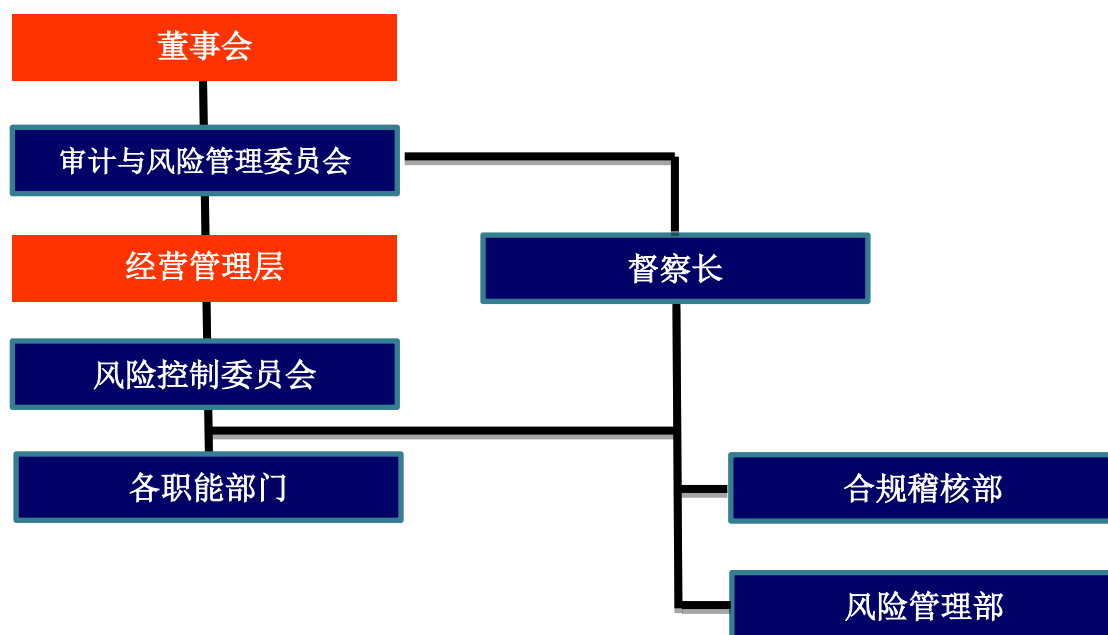 董事会
审计与风险管理委员会
经营管理层
督察长
风险控制委员会
各职能部门
合规稽核部
风险管理部